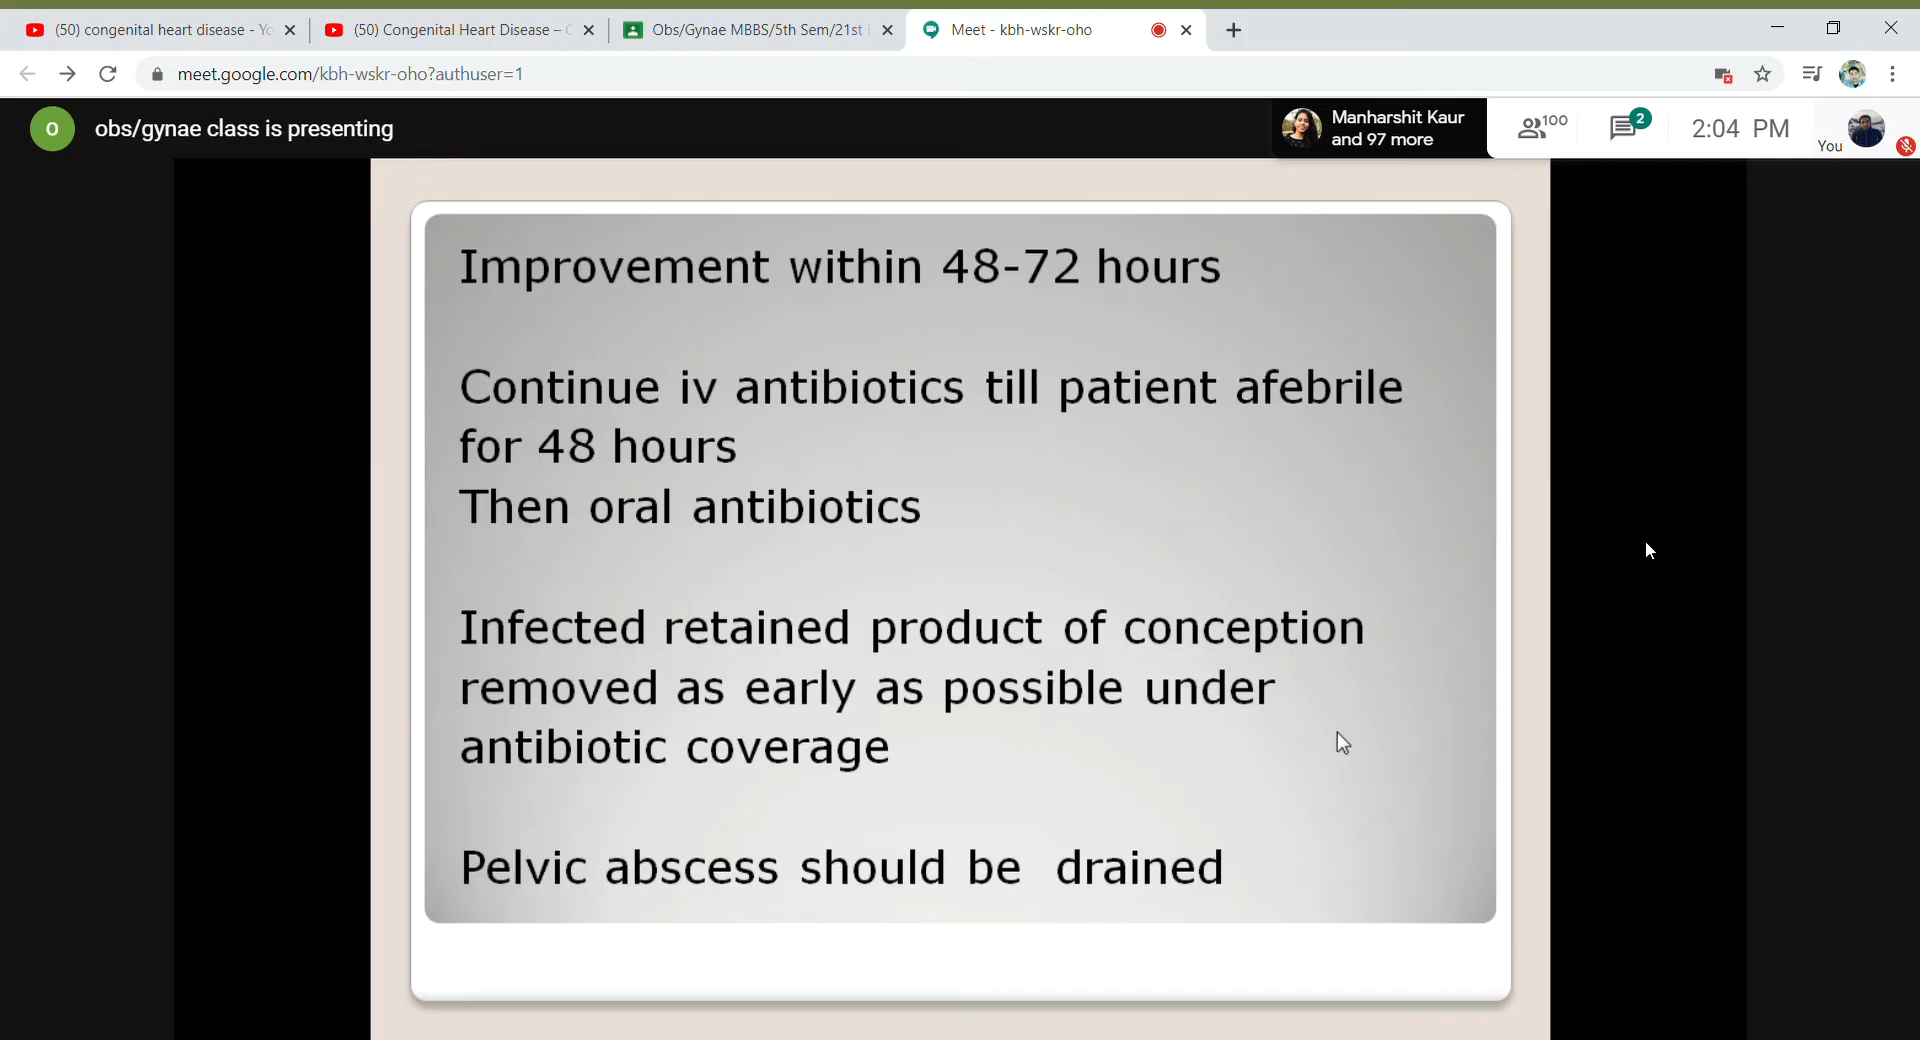 (50) congenital heart disease - Yo
(50) Congenital Heart Disease –
Obs/Gynae MBBS/5th Sem/21st
Meet - kbh-wskr-oho
meet.google.com/kbh-wskr-oho?authuser=1
O
obs/gynae class is presenting
Manharshit Kaur
and 97 more
100
2
2:04 PM
You
Improvement within 48-72 hours
Continue iv antibiotics till patient afebrile
for 48 hours
Then oral antibiotics
Infected retained product of conception
removed as early as possible under
antibiotic coverage
Pelvic abscess should be drained